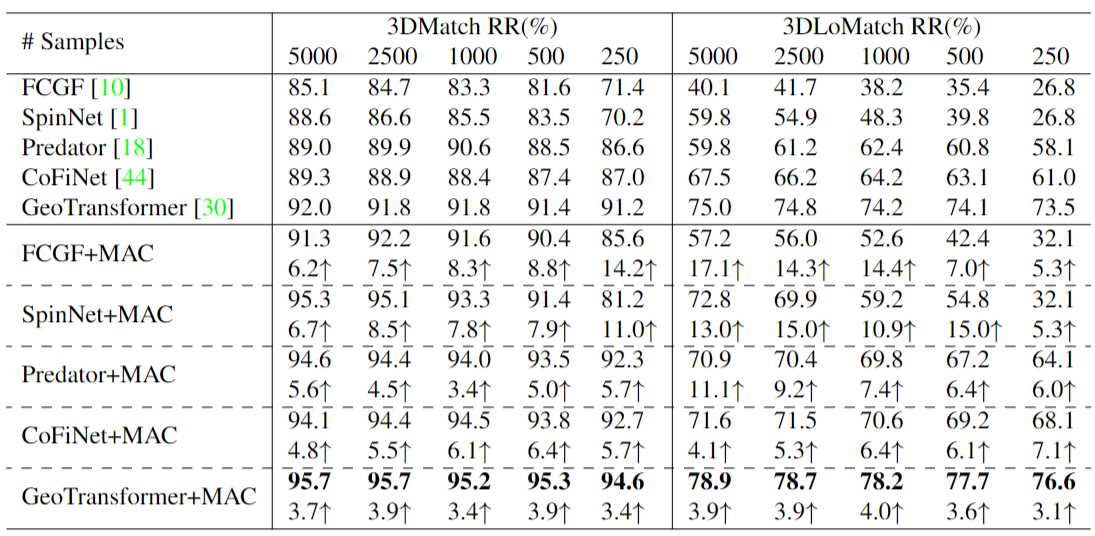 # Samples 3DMatch RR(%) 3DLoMatch RR(%)
5000 2500 1000 500 250 5000 2500 1000 500 250
FCGF [10] 85.1 84.7 83.3 81.6 71.4 40.1 41.7 38.2 35.4 26.8
SpinNet [1] 88.6 86.6 85.5 83.5 70.2 59.8 54.9 48.3 39.8 26.8
Predator [18] 89.0 89.9 90.6 88.5 86.6 59.8 61.2 62.4 60.8 58.1
CoFiNet [44] 89.3 88.9 88.4 87.4 87.0 67.5 66.2 64.2 63.1 61.0
GeoTransformer [30] 92.0 91.8 91.8 91.4 91.2 75.0 74.8 74.2 74.1 73.5
FCGF+MAC 91.3 92.2 91.6 90.4 85.6 57.2 56.0 52.6 42.4 32.1
6.2↑ 7.5↑ 8.3↑ 8.8↑ 14.2↑ 17.1↑ 14.3↑ 14.4↑ 7.0↑ 5.3↑
SpinNet+MAC 95.3 95.1 93.3 91.4 81.2 72.8 69.9 59.2 54.8 32.1
6.7↑ 8.5↑ 7.8↑ 7.9↑ 11.0↑ 13.0↑ 15.0↑ 10.9↑ 15.0↑ 5.3↑
Predator+MAC 94.6 94.4 94.0 93.5 92.3 70.9 70.4 69.8 67.2 64.1
5.6↑ 4.5↑ 3.4↑ 5.0↑ 5.7↑ 11.1↑ 9.2↑ 7.4↑ 6.4↑ 6.0↑
CoFiNet+MAC 94.1 94.4 94.5 93.8 92.7 71.6 71.5 70.6 69.2 68.1
4.8↑ 5.5↑ 6.1↑ 6.4↑ 5.7↑ 4.1↑ 5.3↑ 6.4↑ 6.1↑ 7.1↑
GeoTransformer+MAC 95.7 95.7 95.2 95.3 94.6 78.9 78.7 78.2 77.7 76.6
3.7↑ 3.9↑ 3.4↑ 3.9↑ 3.4↑ 3.9↑ 3.9↑ 4.0↑ 3.6↑ 3.1↑